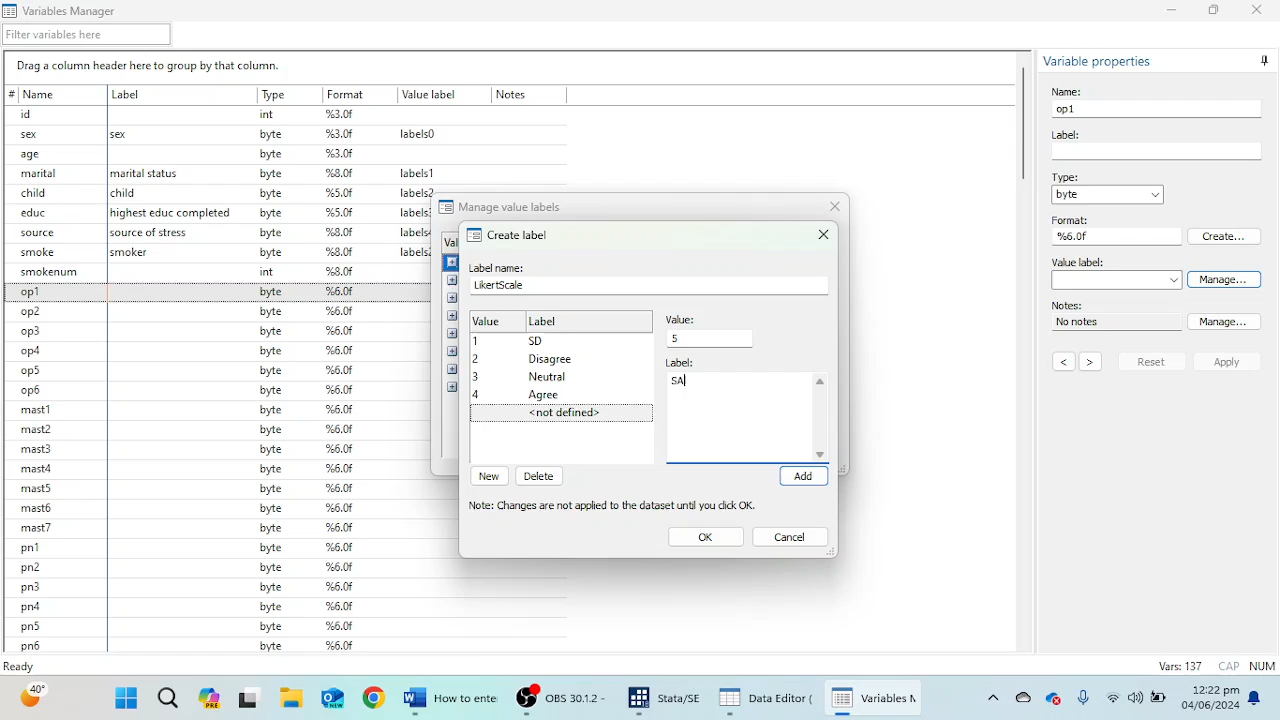 Variables Manager
Filter variables here
Drag a column header here to group by that column.
# Name Label Type Format Value label Notes
id int %3.0f
sex sex byte %3.0f labels0
age byte %3.0f
marital marital status byte %8.0f labels1
child child byte %5.0f labels2
educ highest educ completed byte %5.0f labels3
source source of stress byte %8.0f labels4
smoke smoker byte %8.0f labels2
smokenum int %8.0f
op1 byte %6.0f
op2 byte %6.0f
op3 byte %6.0f
op4 byte %6.0f
op5 byte %6.0f
op6 byte %6.0f
mast1 byte %6.0f
mast2 byte %6.0f
mast3 byte %6.0f
mast4 byte %6.0f
mast5 byte %6.0f
mast6 byte %6.0f
mast7 byte %6.0f
pn1 byte %6.0f
pn2 byte %6.0f
pn3 byte %6.0f
pn4 byte %6.0f
pn5 byte %6.0f
pn6 byte %6.0f
Manage value labels
Val
Create label
Label name:
LikertScale
Value Label
1 SD
2 Disagree
3 Neutral
4 Agree
<not defined>
Value:
5
Label:
SA
New Delete Add
Note: Changes are not applied to the dataset until you click OK.
OK Cancel
Variable properties
Name:
op1
Label:
Type:
byte
Format:
%6.0f Create...
Value label:
Manage...
Notes:
No notes Manage...
< > Reset Apply
Ready Vars: 137 CAP NUM
40° PRE NEW How to ente OBS 30.1.2 - Stata/SE Data Editor ( Variables M 12:22 pm
04/06/2024